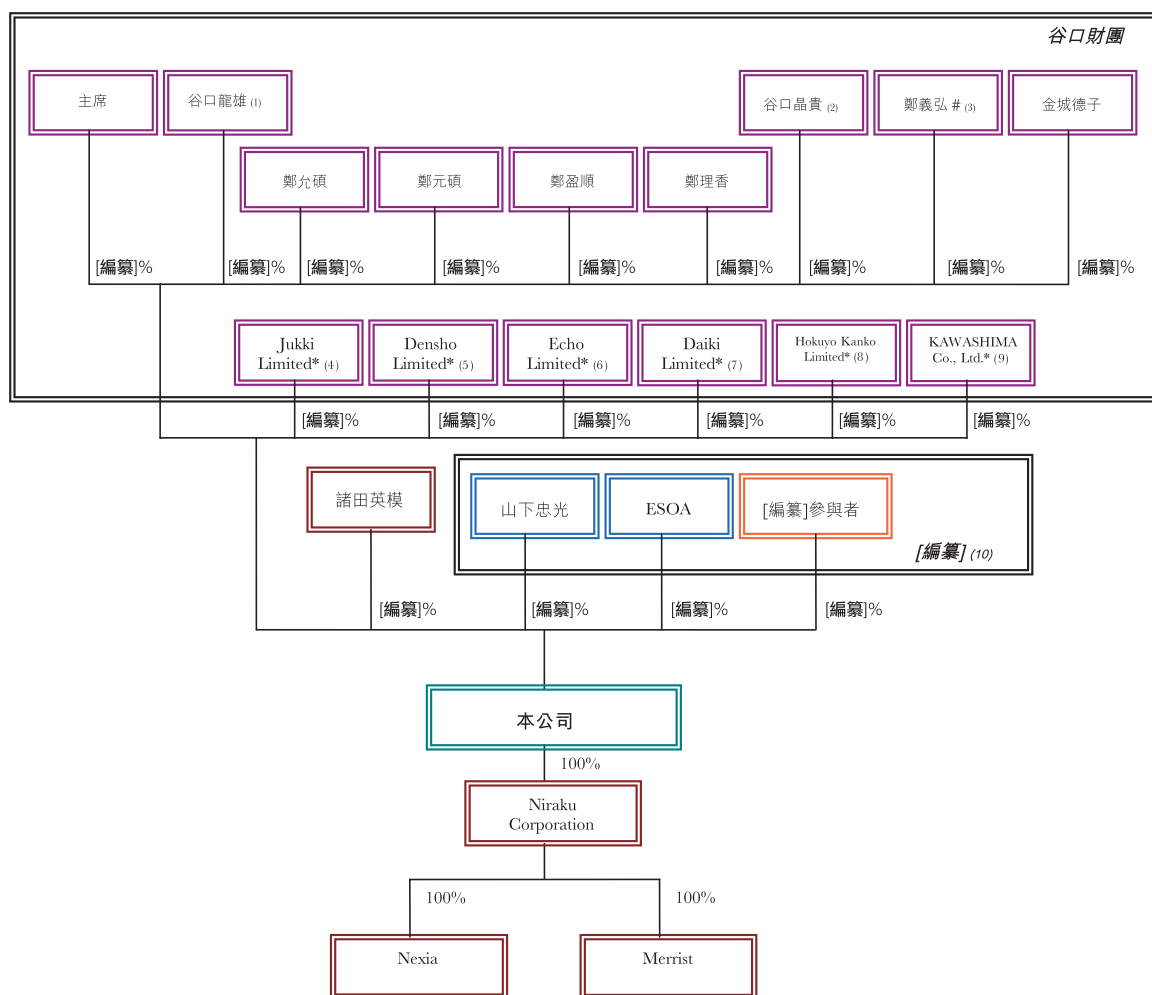 谷口財團
主席
谷口龍雄 (1)
谷口晶貴 (2)
鄭義弘 # (3)
金城德子
鄭允碩
鄭元碩
鄭盈順
鄭理香
[編纂]%
[編纂]%
[編纂]%
[編纂]%
[編纂]%
[編纂]%
[編纂]%
[編纂]%
[編纂]%
Jukki
Limited* (4)
Densho
Limited* (5)
Echo
Limited* (6)
Daiki
Limited* (7)
Hokuyo Kanko
Limited* (8)
KAWASHIMA
Co., Ltd.* (9)
[編纂]%
[編纂]%
[編纂]%
[編纂]%
[編纂]%
[編纂]%
諸田英模
山下忠光
ESOA
[編纂]參與者
[編纂] (10)
[編纂]%
[編纂]%
[編纂]%
[編纂]%
本公司
100%
Niraku
Corporation
100%
100%
Nexia
Merrist